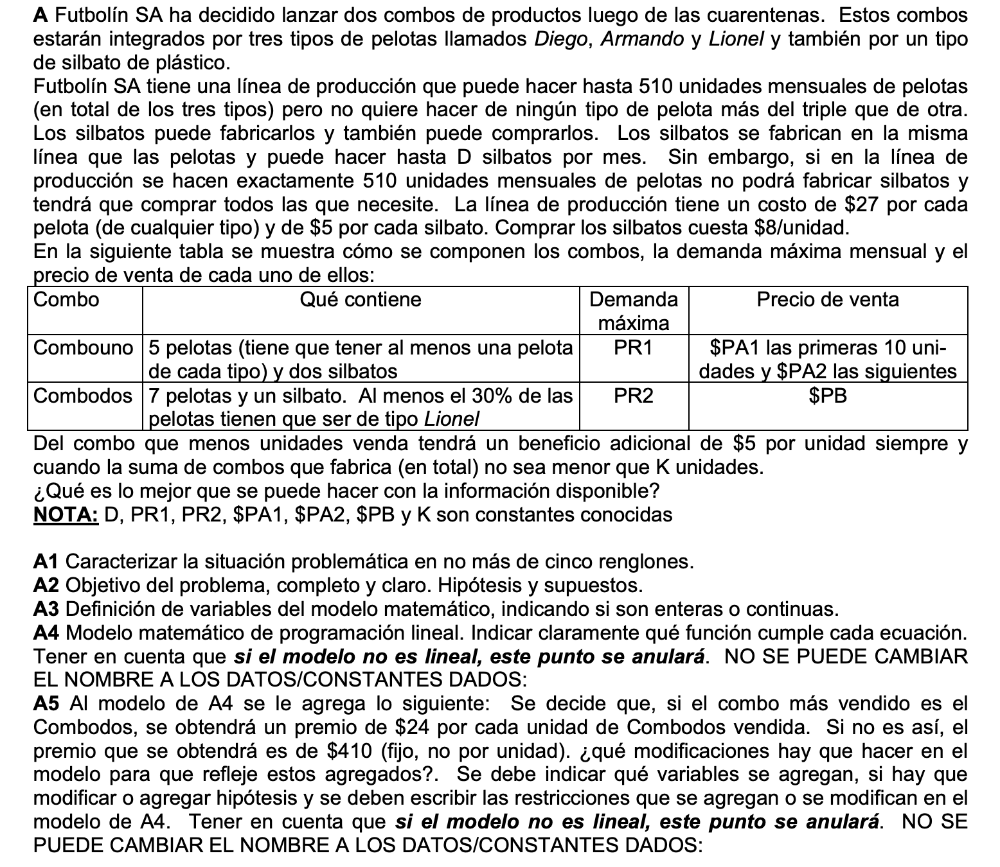 A Futbolín SA ha decidido lanzar dos combos de productos luego de las cuarentenas. Estos combos
estarán integrados por tres tipos de pelotas llamados Diego, Armando y Lionel y también por un tipo
de silbato de plástico.
Futbolín SA tiene una línea de producción que puede hacer hasta 510 unidades mensuales de pelotas
(en total de los tres tipos) pero no quiere hacer de ningún tipo de pelota más del triple que de otra.
Los silbatos puede fabricarlos y también puede comprarlos. Los silbatos se fabrican en la misma
línea que las pelotas y puede hacer hasta D silbatos por mes. Sin embargo, si en la línea de
producción se hacen exactamente 510 unidades mensuales de pelotas no podrá fabricar silbatos y
tendrá que comprar todos las que necesite. La línea de producción tiene un costo de $27 por cada
pelota (de cualquier tipo) y de $5 por cada silbato. Comprar los silbatos cuesta $8/unidad.
En la siguiente tabla se muestra cómo se componen los combos, la demanda máxima mensual y el
precio de venta de cada uno de ellos:
Combo Qué contiene Demanda Precio de venta
máxima
Combouno 5 pelotas (tiene que tener al menos una pelota PR1 $PA1 las primeras 10 uni-
de cada tipo) y dos silbatos dades y $PA2 las siguientes
Combodos 7 pelotas y un silbato. Al menos el 30% de las PR2 $PB
pelotas tienen que ser de tipo Lionel
Del combo que menos unidades venda tendrá un beneficio adicional de $5 por unidad siempre y
cuando la suma de combos que fabrica (en total) no sea menor que K unidades.
¿Qué es lo mejor que se puede hacer con la información disponible?
NOTA: D, PR1, PR2, $PA1, $PA2, $PB y K son constantes conocidas
A1 Caracterizar la situación problemática en no más de cinco renglones.
A2 Objetivo del problema, completo y claro. Hipótesis y supuestos.
A3 Definición de variables del modelo matemático, indicando si son enteras o continuas.
A4 Modelo matemático de programación lineal. Indicar claramente qué función cumple cada ecuación.
Tener en cuenta que si el modelo no es lineal, este punto se anulará. NO SE PUEDE CAMBIAR
EL NOMBRE A LOS DATOS/CONSTANTES DADOS:
A5 Al modelo de A4 se le agrega lo siguiente: Se decide que, si el combo más vendido es el
Combodos, se obtendrá un premio de $24 por cada unidad de Combodos vendida. Si no es así, el
premio que se obtendrá es de $410 (fijo, no por unidad). ¿qué modificaciones hay que hacer en el
modelo para que refleje estos agregados?. Se debe indicar qué variables se agregan, si hay que
modificar o agregar hipótesis y se deben escribir las restricciones que se agregan o se modifican en el
modelo de A4. Tener en cuenta que si el modelo no es lineal, este punto se anulará. NO SE
PUEDE CAMBIAR EL NOMBRE A LOS DATOS/CONSTANTES DADOS: